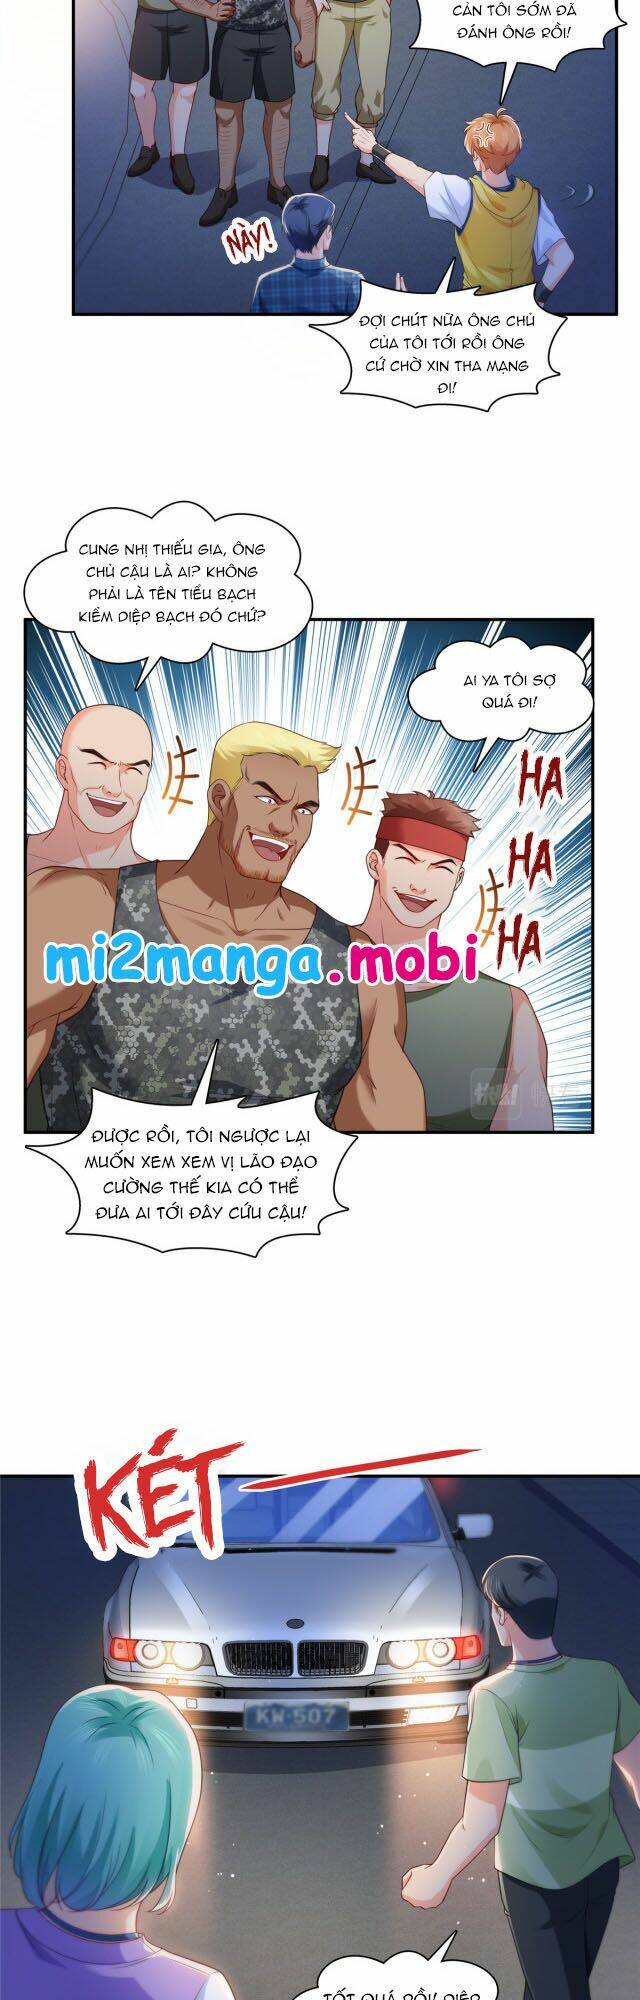 CẢN TÔI SỚM ĐÃ
ĐÁNH ÔNG RỒI!
NÀY!
ĐỢI CHÚT NỮA ÔNG CHỦ
CỦA TÔI TỚI RỒI ÔNG
CỨ CHỜ XIN THA MẠNG
ĐI!
CUNG NHỊ THIẾU GIA, ÔNG
CHỦ CẬU LÀ AI? KHÔNG
PHẢI LÀ TÊN TIỂU BẠCH
KIỂM DIỆP BẠCH ĐÓ CHỨ?
AI YA TÔI SỢ
QUÁ ĐI!
HA
HA
HA
mi2manga.mobi
ĐƯỢC RỒI, TÔI NGƯỢC LẠI
MUỐN XEM XEM VỊ LÃO ĐẠO
CƯỜNG THẾ KIA CÓ THỂ
ĐƯA AI TỚI ĐÂY CỨU CẬU!
KÉT
KW·507
TỐT QUÁ RỒI! DIỆP